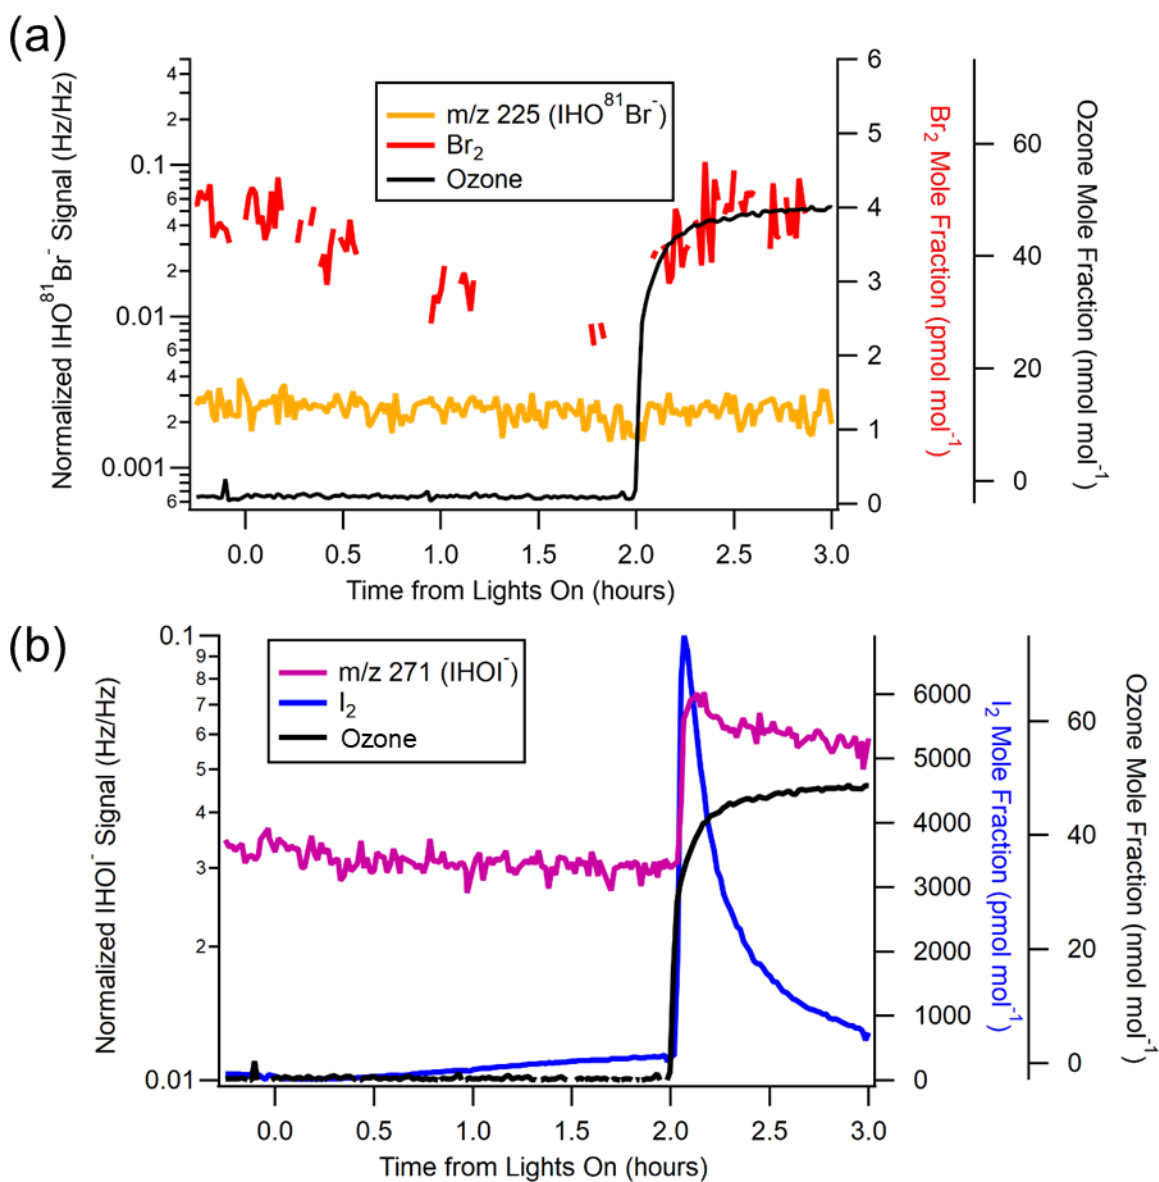 (a)
Normalized IHO⁸¹Br⁻ Signal (Hz/Hz)
4
2
0.1
6
4
2
0.01
6
4
2
0.001
6
m/z 225 (IHO⁸¹Br⁻)
Br₂
Ozone
6
5
4
3
2
1
0
Br₂ Mole Fraction (pmol mol⁻¹)
60
40
20
0
Ozone Mole Fraction (nmol mol⁻¹)
0.0 0.5 1.0 1.5 2.0 2.5 3.0
Time from Lights On (hours)
(b)
Normalized IHOI⁻ Signal (Hz/Hz)
0.1
9
8
7
6
5
4
3
2
0.01
m/z 271 (IHOI⁻)
I₂
Ozone
6000
5000
4000
3000
2000
1000
0
I₂ Mole Fraction (pmol mol⁻¹)
60
40
20
0
Ozone Mole Fraction (nmol mol⁻¹)
0.0 0.5 1.0 1.5 2.0 2.5 3.0
Time from Lights On (hours)